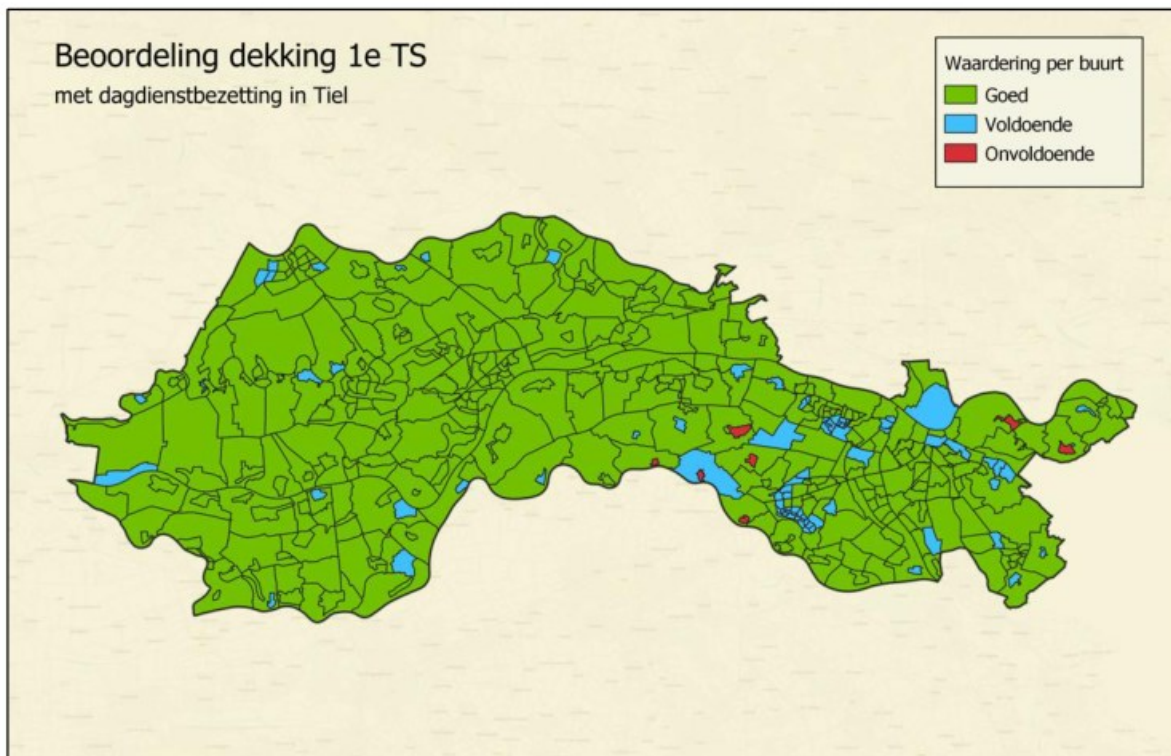 Beoordeling dekking 1e TS
met dagdienstbezetting in Tiel
Waardering per buurt
Goed
Voldoende
Onvoldoende